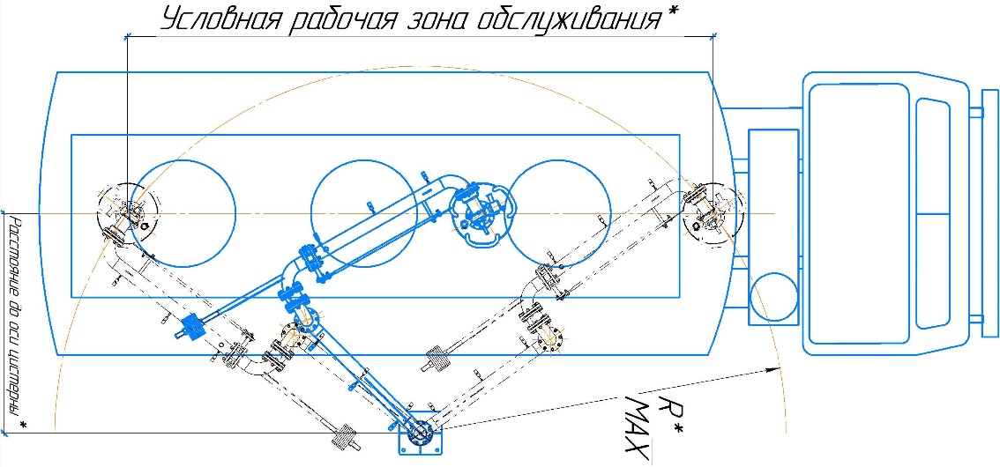 Условная рабочая зона обслуживания*
Расстояние до оси цистерны *
R*
MAX